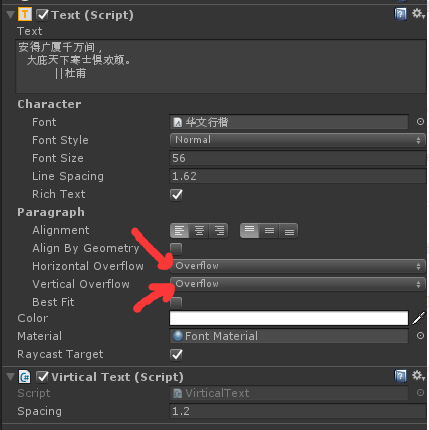 Text (Script)
Text
安得广厦千万间，
大庇天下寒士俱欢颜。
||杜甫
Character
Font 华文行楷
Font Style Normal
Font Size 56
Line Spacing 1.62
Rich Text
Paragraph
Alignment
Align By Geometry
Horizontal Overflow Overflow
Vertical Overflow Overflow
Best Fit
Color
Material Font Material
Raycast Target
Virtical Text (Script)
Script VirticalText
Spacing 1.2